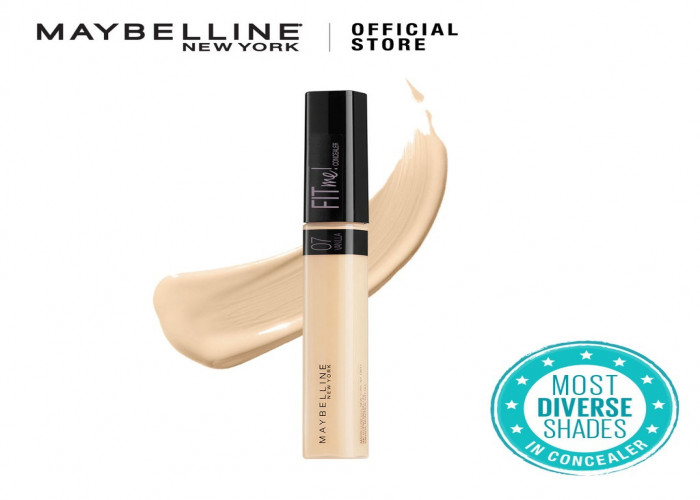 MAYBELLINE
NEW YORK
OFFICIAL
STORE
FIT me! CONCEALER
07
VANILLA
MAYBELLINE
NEW YORK
MOST
DIVERSE
SHADES
IN CONCEALER